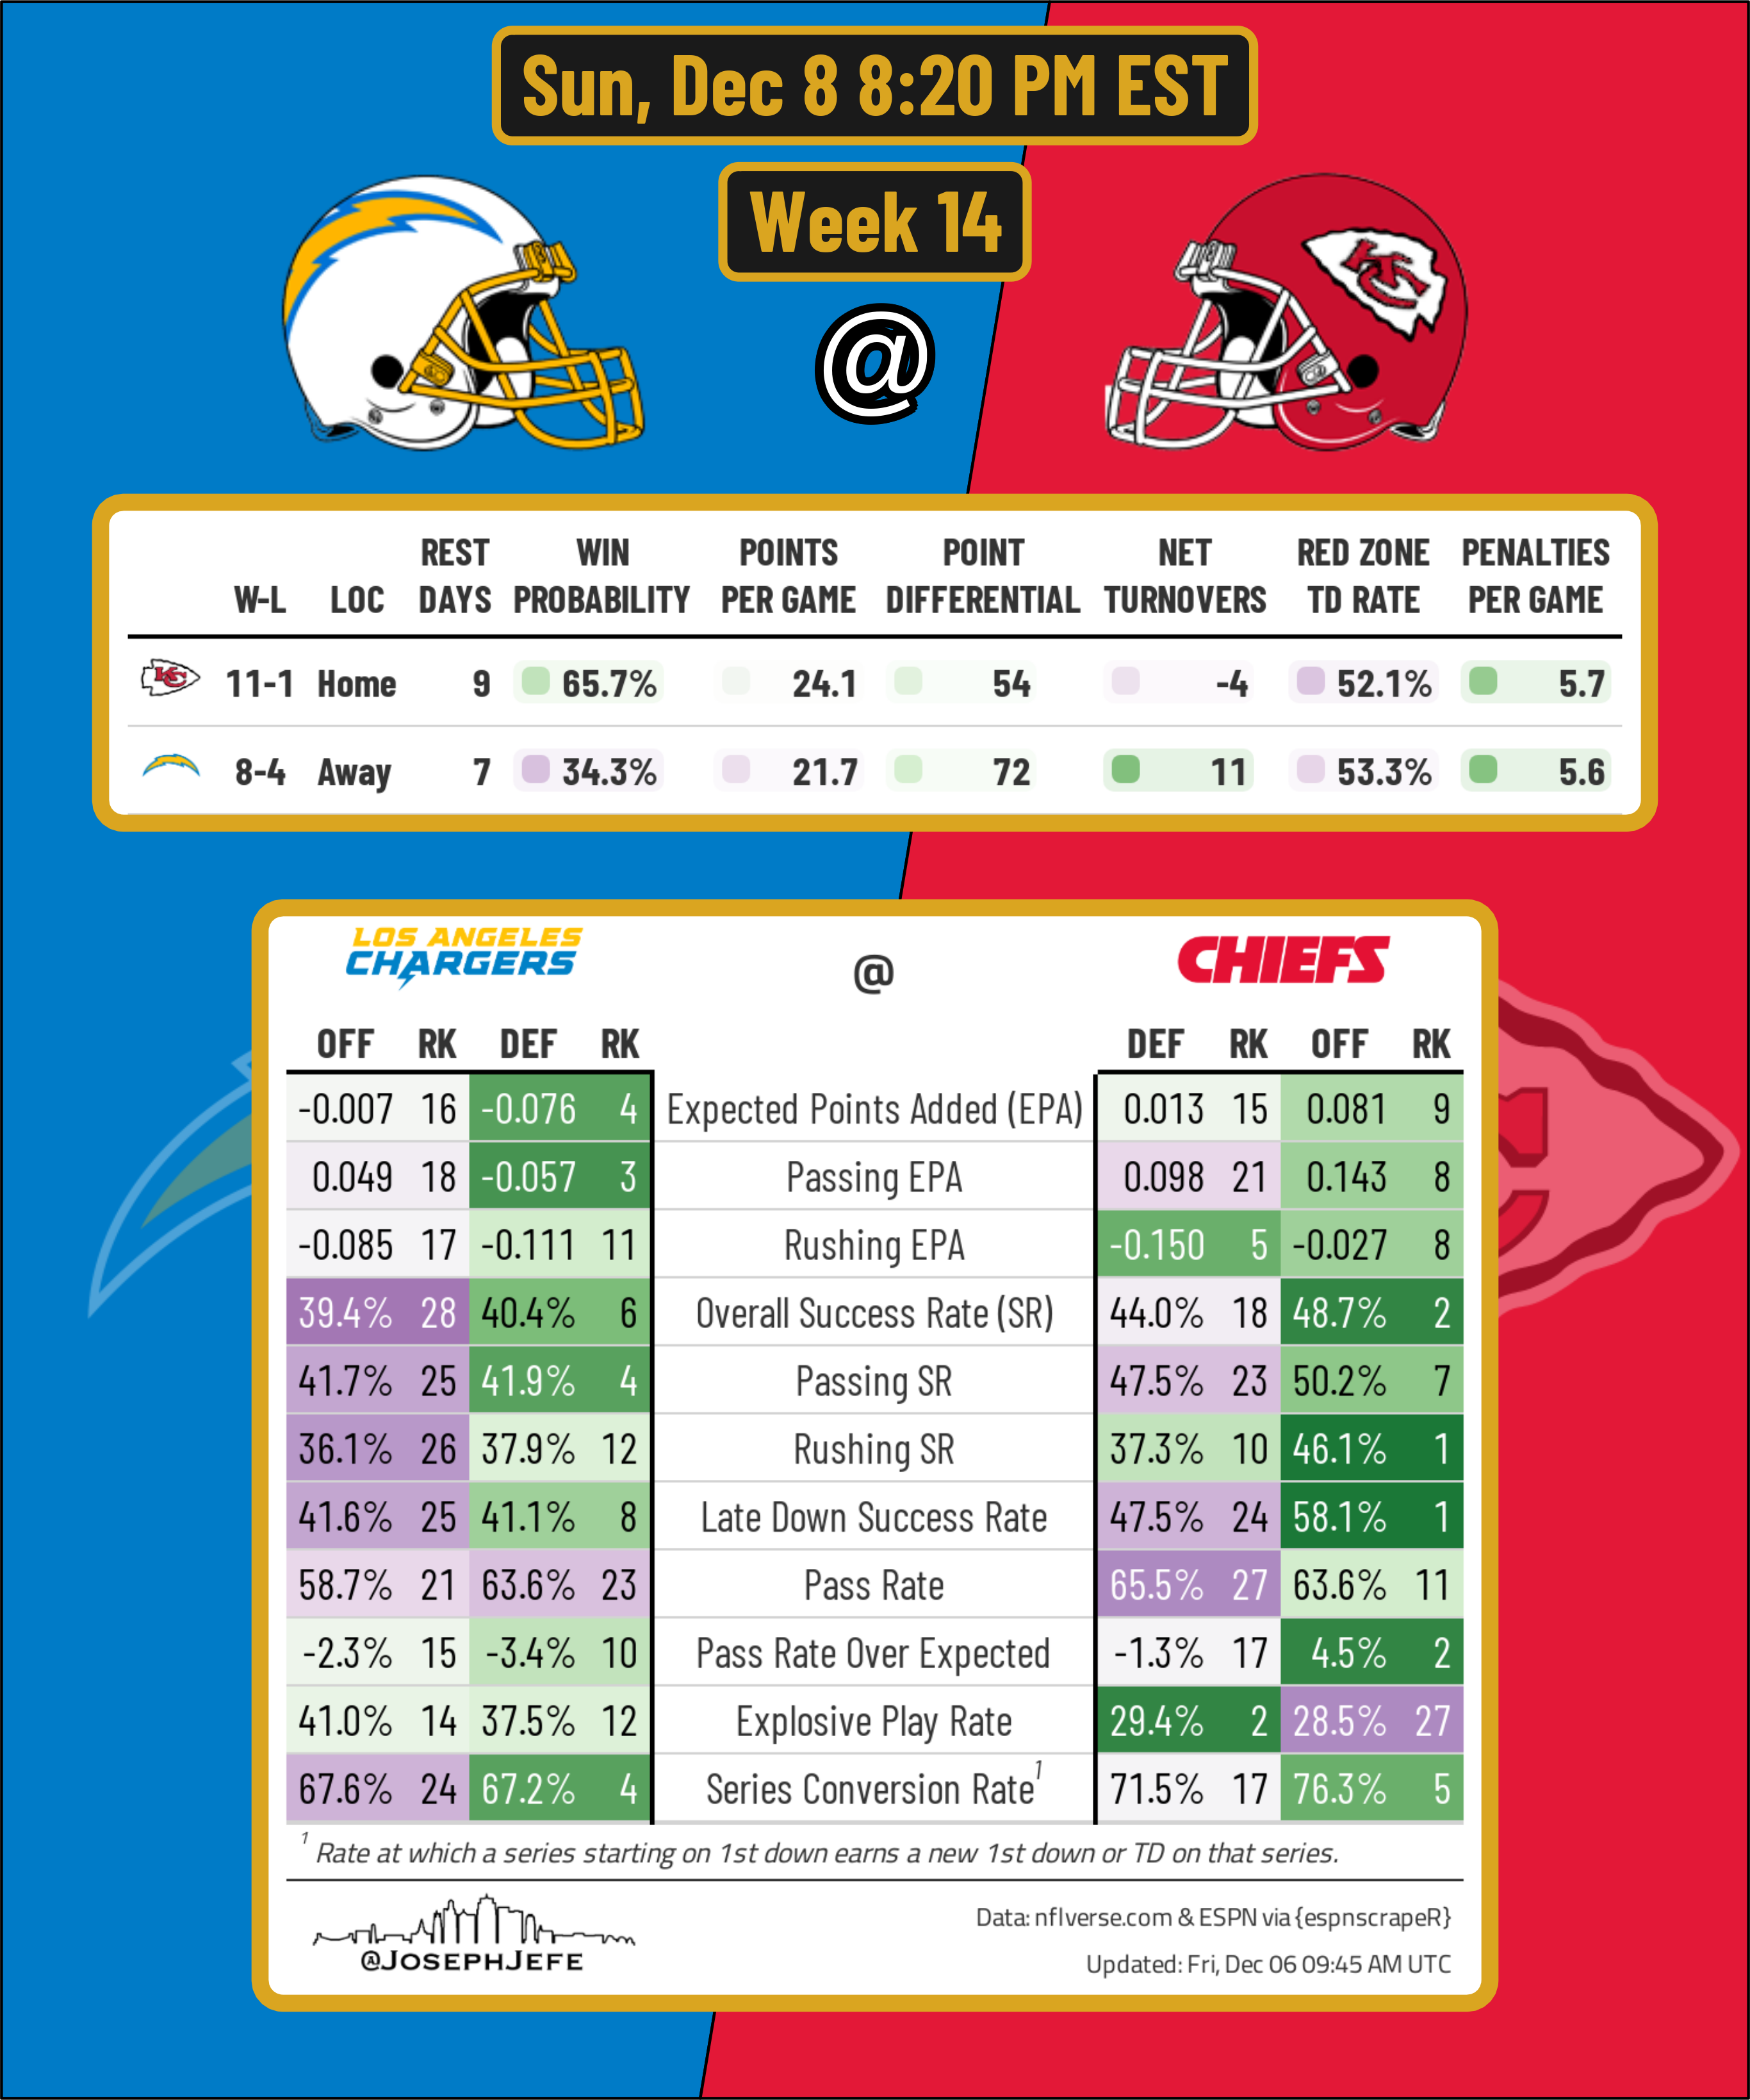 Sun, Dec 8 8:20 PM EST
Week 14
@
W-L LOC REST DAYS WIN PROBABILITY POINTS PER GAME POINT DIFFERENTIAL NET TURNOVERS RED ZONE TD RATE PENALTIES PER GAME
KC 11-1 Home 9 65.7% 24.1 54 -4 52.1% 5.7
8-4 Away 7 34.3% 21.7 72 11 53.3% 5.6
LOS ANGELES
CHARGERS @ CHIEFS
OFF RK DEF RK DEF RK OFF RK
-0.007 16 -0.076 4 Expected Points Added (EPA) 0.013 15 0.081 9
0.049 18 -0.057 3 Passing EPA 0.098 21 0.143 8
-0.085 17 -0.111 11 Rushing EPA -0.150 5 -0.027 8
39.4% 28 40.4% 6 Overall Success Rate (SR) 44.0% 18 48.7% 2
41.7% 25 41.9% 4 Passing SR 47.5% 23 50.2% 7
36.1% 26 37.9% 12 Rushing SR 37.3% 10 46.1% 1
41.6% 25 41.1% 8 Late Down Success Rate 47.5% 24 58.1% 1
58.7% 21 63.6% 23 Pass Rate 65.5% 27 63.6% 11
-2.3% 15 -3.4% 10 Pass Rate Over Expected -1.3% 17 4.5% 2
41.0% 14 37.5% 12 Explosive Play Rate 29.4% 2 28.5% 27
67.6% 24 67.2% 4 Series Conversion Rate¹ 71.5% 17 76.3% 5
¹ Rate at which a series starting on 1st down earns a new 1st down or TD on that series.
@JOSEPHJEFE
Data: nflverse.com & ESPN via {espnscrapeR}
Updated: Fri, Dec 06 09:45 AM UTC